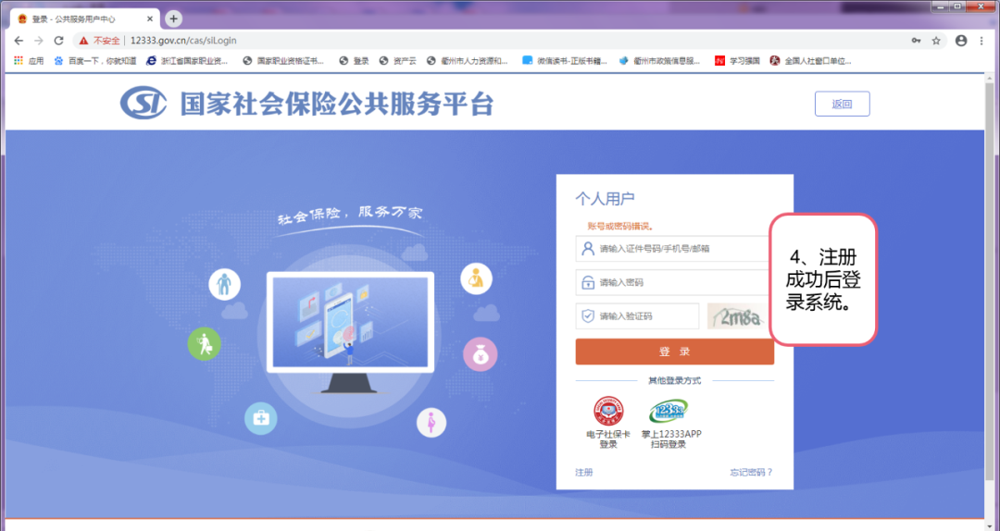 登录 - 公共服务用户中心
不安全 | 12333.gov.cn/cas/siLogin
应用 百度一下，你就知道 浙江省国家职业资... 国家职业资格证书... 登录 资产云 衢州市人力资源和... 微信读书-正版书籍... 衢州市政策信息服... 学习强国 全国人社窗口单位...
国家社会保险公共服务平台
返回
社会保险，服务万家
个人用户
账号或密码错误。
请输入证件号码/手机号/邮箱
请输入密码
请输入验证码 2m8a
登 录
其他登录方式
电子社保卡
登录
12333
掌上12333APP
扫码登录
注册
忘记密码？
4、注册
成功后登
录系统。